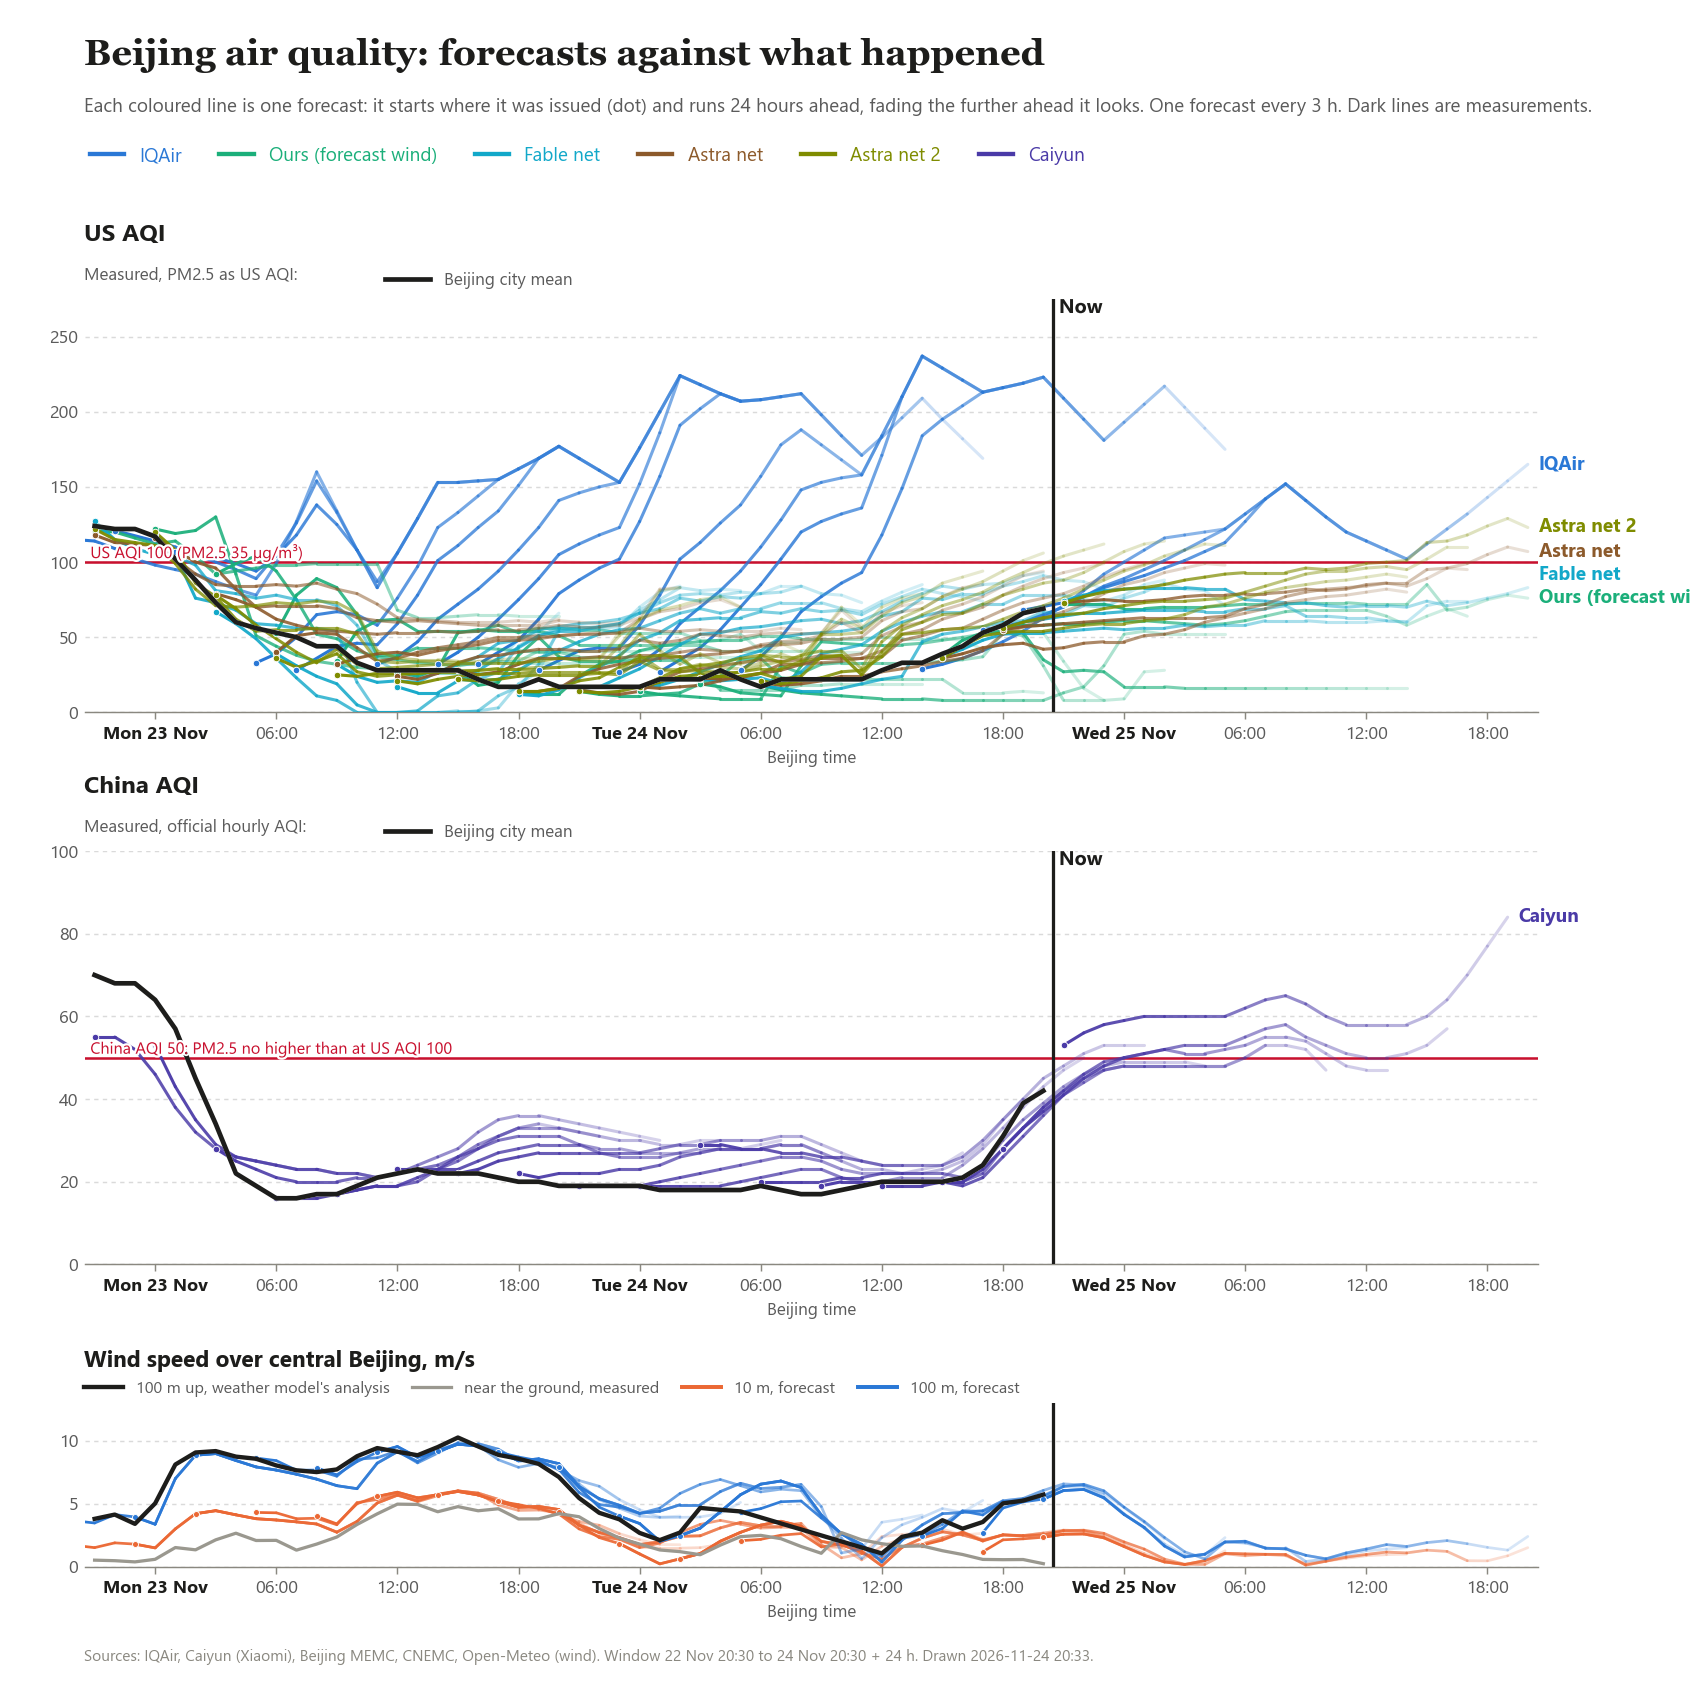 Beijing air quality: forecasts against what happened
Each coloured line is one forecast: it starts where it was issued (dot) and runs 24 hours ahead, fading the further ahead it looks. One forecast every 3 h. Dark lines are measurements.
IQAir Ours (forecast wind) Fable net Astra net Astra net 2 Caiyun
US AQI
Measured, PM2.5 as US AQI: Beijing city mean
Now
250
200
150
100
50
0
US AQI 100 (PM2.5 35 µg/m³)
IQAir
Astra net 2
Astra net
Fable net
Ours (forecast wi
Mon 23 Nov 06:00 12:00 18:00 Tue 24 Nov 06:00 12:00 18:00 Wed 25 Nov 06:00 12:00 18:00
Beijing time
China AQI
Measured, official hourly AQI: Beijing city mean
Now
100
80
60
40
20
0
China AQI 50: PM2.5 no higher than at US AQI 100
Caiyun
Mon 23 Nov 06:00 12:00 18:00 Tue 24 Nov 06:00 12:00 18:00 Wed 25 Nov 06:00 12:00 18:00
Beijing time
Wind speed over central Beijing, m/s
100 m up, weather model's analysis near the ground, measured 10 m, forecast 100 m, forecast
10
5
0
Mon 23 Nov 06:00 12:00 18:00 Tue 24 Nov 06:00 12:00 18:00 Wed 25 Nov 06:00 12:00 18:00
Beijing time
Sources: IQAir, Caiyun (Xiaomi), Beijing MEMC, CNEMC, Open-Meteo (wind). Window 22 Nov 20:30 to 24 Nov 20:30 + 24 h. Drawn 2026-11-24 20:33.